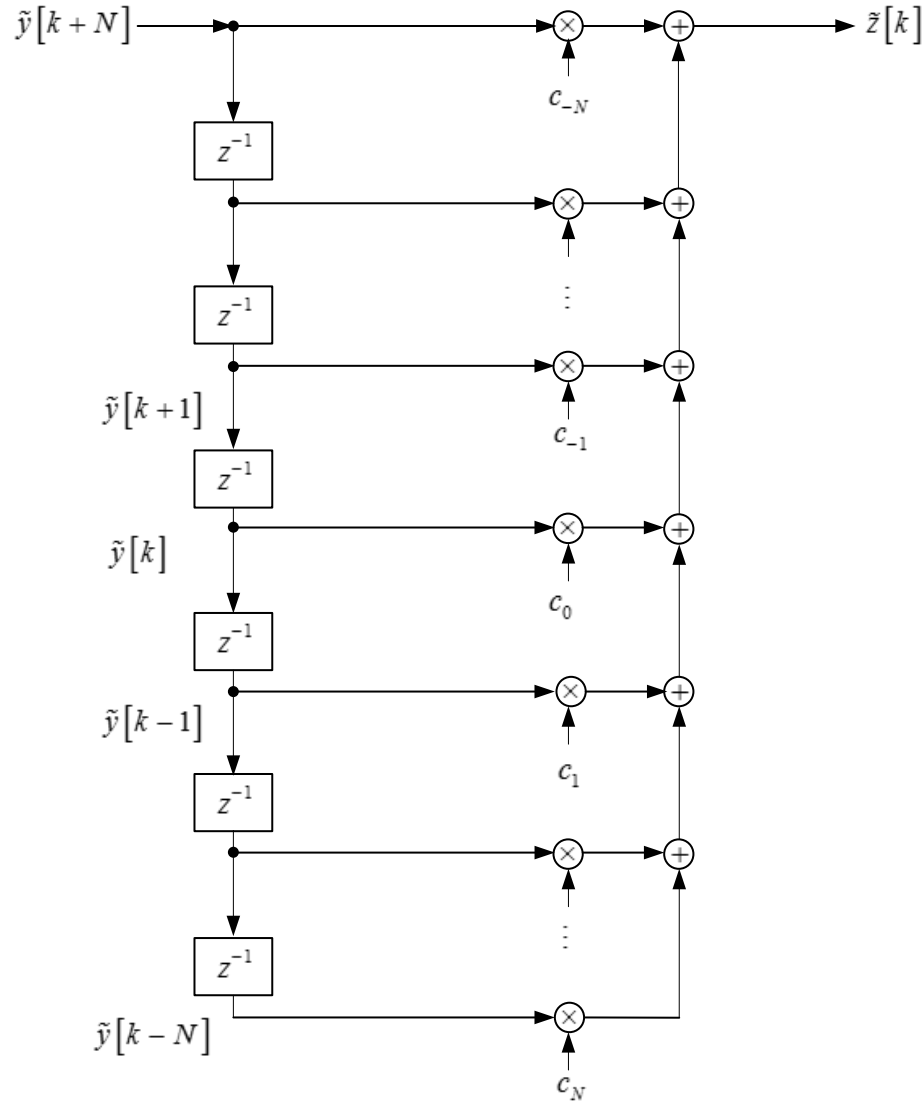 ỹ[k + N] z̃[k]
c₋N
z⁻¹
z⁻¹
⋮
ỹ[k + 1]
c₋₁
z⁻¹
ỹ[k]
c₀
z⁻¹
ỹ[k − 1]
c₁
z⁻¹
⋮
z⁻¹
ỹ[k − N]
c_N